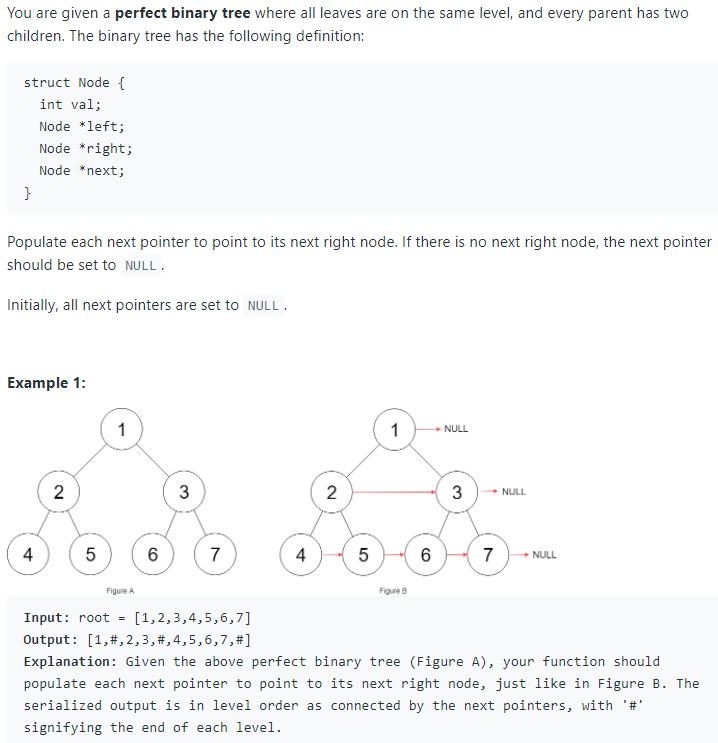 You are given a perfect binary tree where all leaves are on the same level, and every parent has two
children. The binary tree has the following definition:
struct Node {
  int val;
  Node *left;
  Node *right;
  Node *next;
}
Populate each next pointer to point to its next right node. If there is no next right node, the next pointer
should be set to NULL .
Initially, all next pointers are set to NULL .
Example 1:
1
2 3
4 5 6 7
Figure A
1 NULL
2 3 NULL
4 5 6 7 NULL
Figure B
Input: root = [1,2,3,4,5,6,7]
Output: [1,#,2,3,#,4,5,6,7,#]
Explanation: Given the above perfect binary tree (Figure A), your function should
populate each next pointer to point to its next right node, just like in Figure B. The
serialized output is in level order as connected by the next pointers, with '#'
signifying the end of each level.